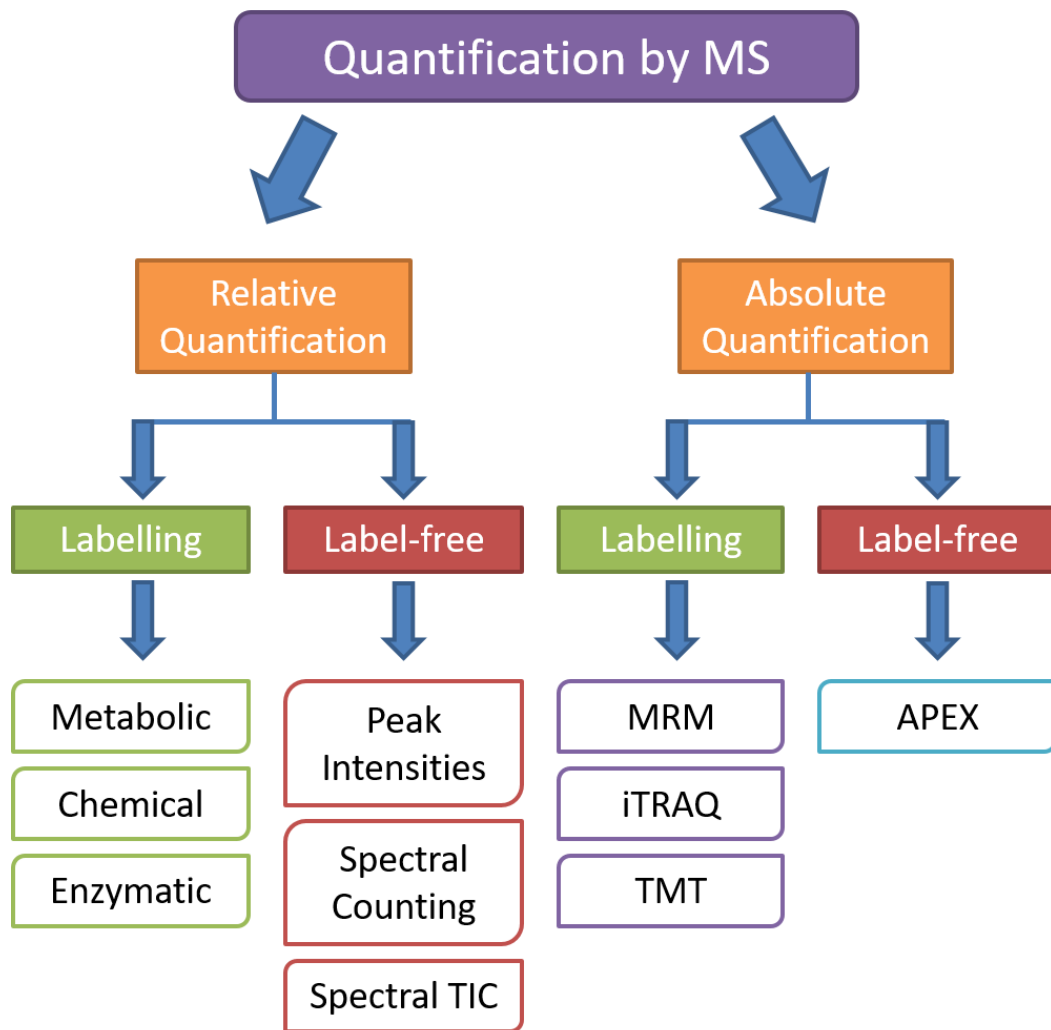 Quantification by MS
Relative
Quantification
Absolute
Quantification
Labelling
Label-free
Labelling
Label-free
Metabolic
Chemical
Enzymatic
Peak
Intensities
Spectral
Counting
Spectral TIC
MRM
iTRAQ
TMT
APEX